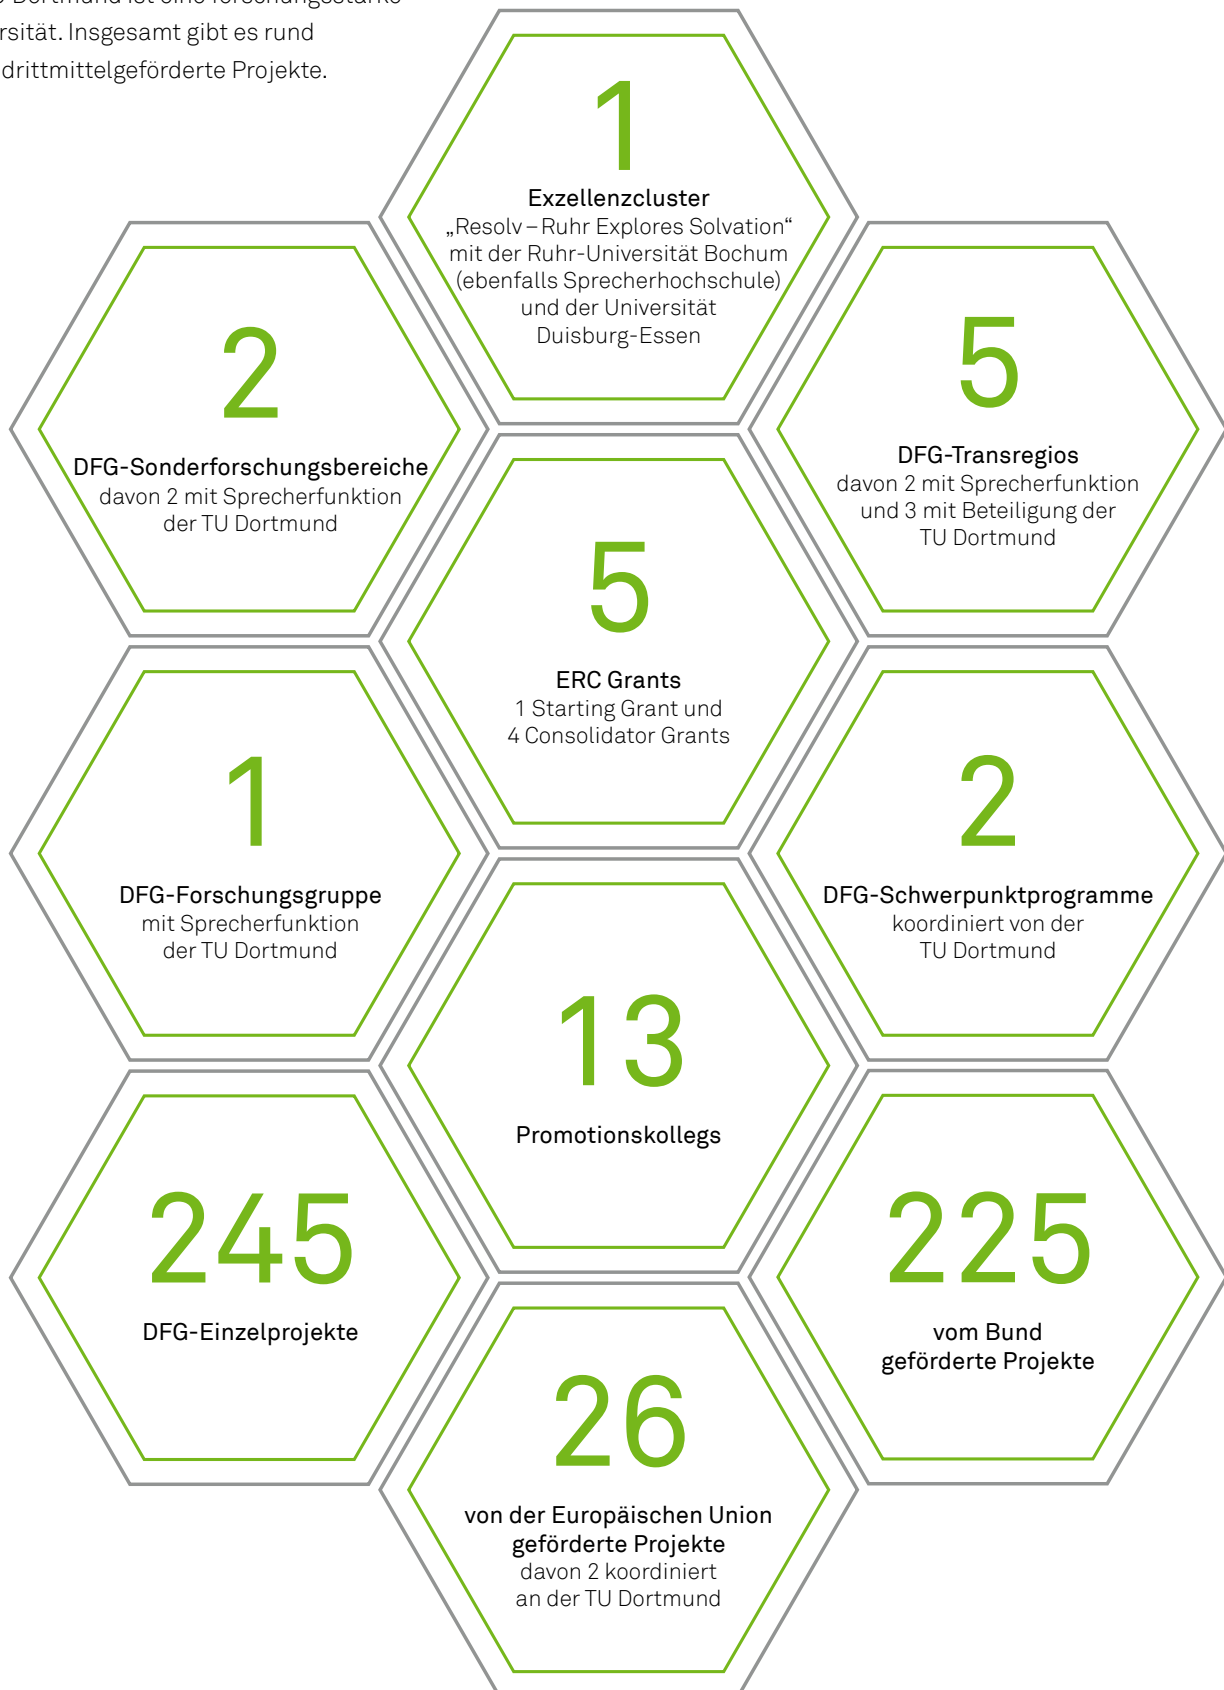 Dortmund ist eine forschungsstarke
Insgesamt gibt es rund
drittmittelgeförderte Projekte.
1
Exzellenzcluster
„Resolv – Ruhr Explores Solvation“
mit der Ruhr-Universität Bochum
(ebenfalls Sprecherhochschule)
und der Universität
Duisburg-Essen
2
DFG-Sonderforschungsbereiche
davon 2 mit Sprecherfunktion
der TU Dortmund
5
DFG-Transregios
davon 2 mit Sprecherfunktion
und 3 mit Beteiligung der
TU Dortmund
5
ERC Grants
1 Starting Grant und
4 Consolidator Grants
1
DFG-Forschungsgruppe
mit Sprecherfunktion
der TU Dortmund
2
DFG-Schwerpunktprogramme
koordiniert von der
TU Dortmund
13
Promotionskollegs
245
DFG-Einzelprojekte
225
vom Bund
geförderte Projekte
26
von der Europäischen Union
geförderte Projekte
davon 2 koordiniert
an der TU Dortmund